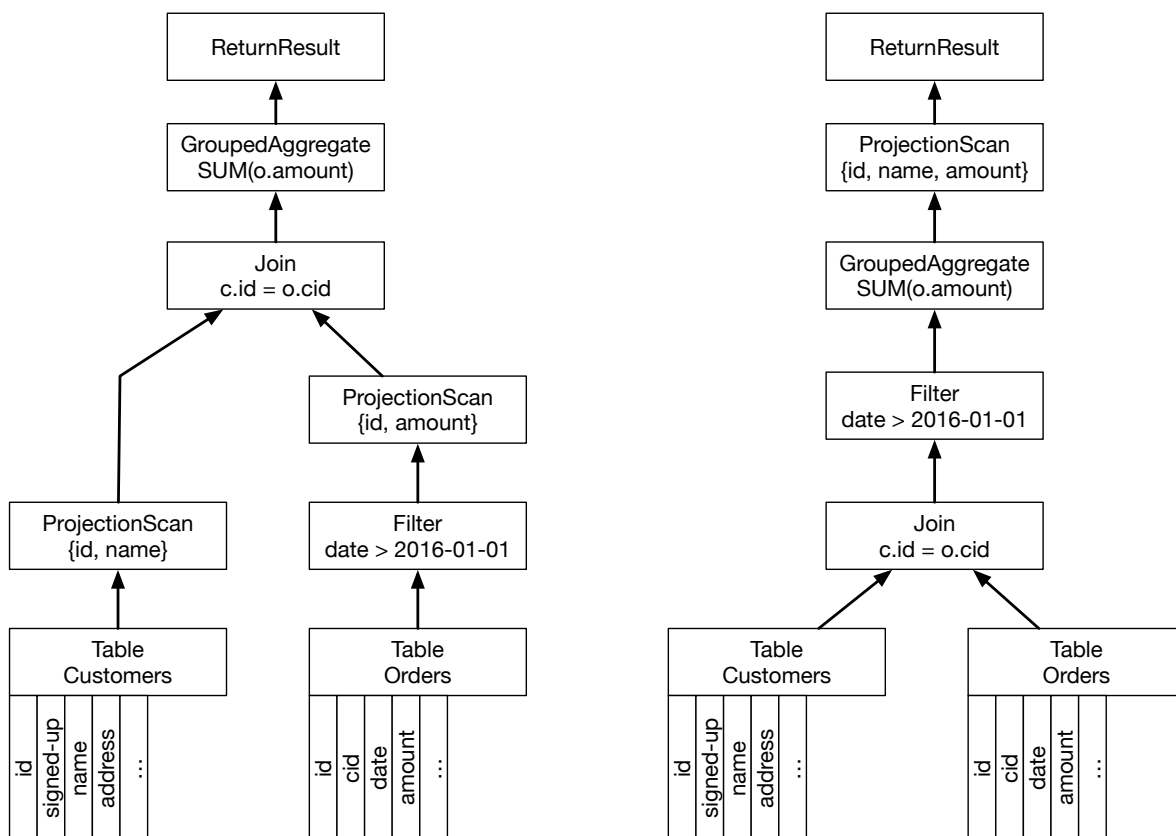 ReturnResult
GroupedAggregate
SUM(o.amount)
Join
c.id = o.cid
ProjectionScan
{id, amount}
ProjectionScan
{id, name}
Filter
date > 2016-01-01
Table
Customers
Table
Orders
id
signed-up
name
address
...
id
cid
date
amount
...
ReturnResult
ProjectionScan
{id, name, amount}
GroupedAggregate
SUM(o.amount)
Filter
date > 2016-01-01
Join
c.id = o.cid
Table
Customers
Table
Orders
id
signed-up
name
address
...
id
cid
date
amount
...